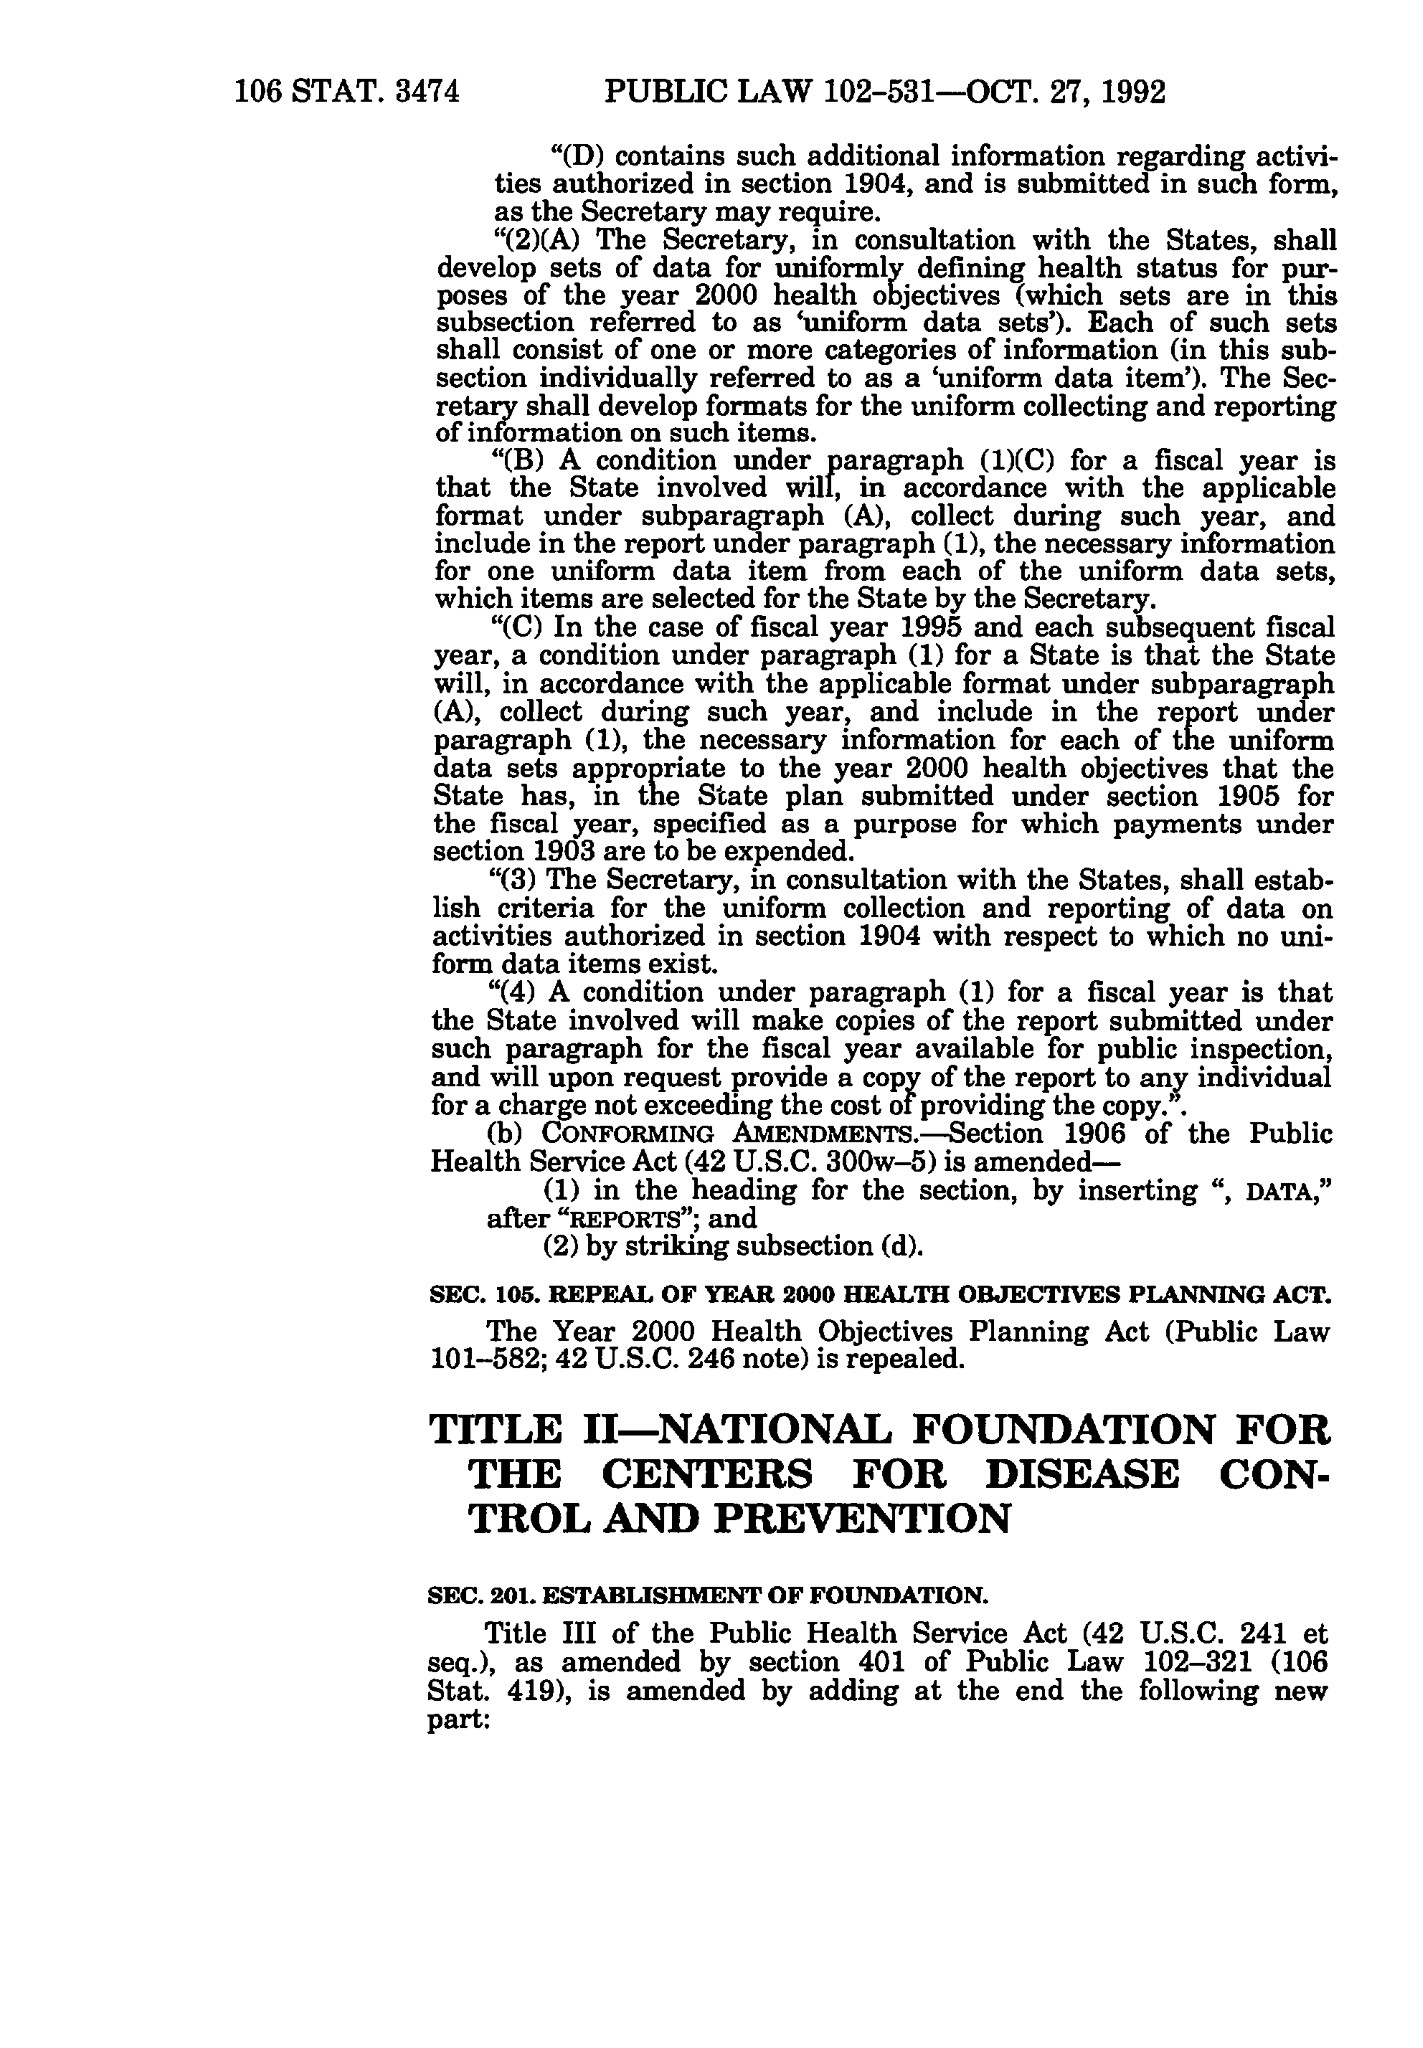 106 STAT. 3474 PUBLIC LAW 102–531—OCT. 27, 1992
“(D) contains such additional information regarding activi-
ties authorized in section 1904, and is submitted in such form,
as the Secretary may require.
“(2)(A) The Secretary, in consultation with the States, shall
develop sets of data for uniformly defining health status for pur-
poses of the year 2000 health objectives (which sets are in this
subsection referred to as ‘uniform data sets’). Each of such sets
shall consist of one or more categories of information (in this sub-
section individually referred to as a ‘uniform data item’). The Sec-
retary shall develop formats for the uniform collecting and reporting
of information on such items.
“(B) A condition under paragraph (1)(C) for a fiscal year is
that the State involved will, in accordance with the applicable
format under subparagraph (A), collect during such year, and
include in the report under paragraph (1), the necessary information
for one uniform data item from each of the uniform data sets,
which items are selected for the State by the Secretary.
“(C) In the case of fiscal year 1995 and each subsequent fiscal
year, a condition under paragraph (1) for a State is that the State
will, in accordance with the applicable format under subparagraph
(A), collect during such year, and include in the report under
paragraph (1), the necessary information for each of the uniform
data sets appropriate to the year 2000 health objectives that the
State has, in the State plan submitted under section 1905 for
the fiscal year, specified as a purpose for which payments under
section 1903 are to be expended.
“(3) The Secretary, in consultation with the States, shall estab-
lish criteria for the uniform collection and reporting of data on
activities authorized in section 1904 with respect to which no uni-
form data items exist.
“(4) A condition under paragraph (1) for a fiscal year is that
the State involved will make copies of the report submitted under
such paragraph for the fiscal year available for public inspection,
and will upon request provide a copy of the report to any individual
for a charge not exceeding the cost of providing the copy.”.
(b) CONFORMING AMENDMENTS.—Section 1906 of the Public
Health Service Act (42 U.S.C. 300w–5) is amended—
(1) in the heading for the section, by inserting “, DATA,”
after “REPORTS”; and
(2) by striking subsection (d).
SEC. 105. REPEAL OF YEAR 2000 HEALTH OBJECTIVES PLANNING ACT.
The Year 2000 Health Objectives Planning Act (Public Law
101–582; 42 U.S.C. 246 note) is repealed.
TITLE II—NATIONAL FOUNDATION FOR
THE CENTERS FOR DISEASE CON-
TROL AND PREVENTION
SEC. 201. ESTABLISHMENT OF FOUNDATION.
Title III of the Public Health Service Act (42 U.S.C. 241 et
seq.), as amended by section 401 of Public Law 102–321 (106
Stat. 419), is amended by adding at the end the following new
part: